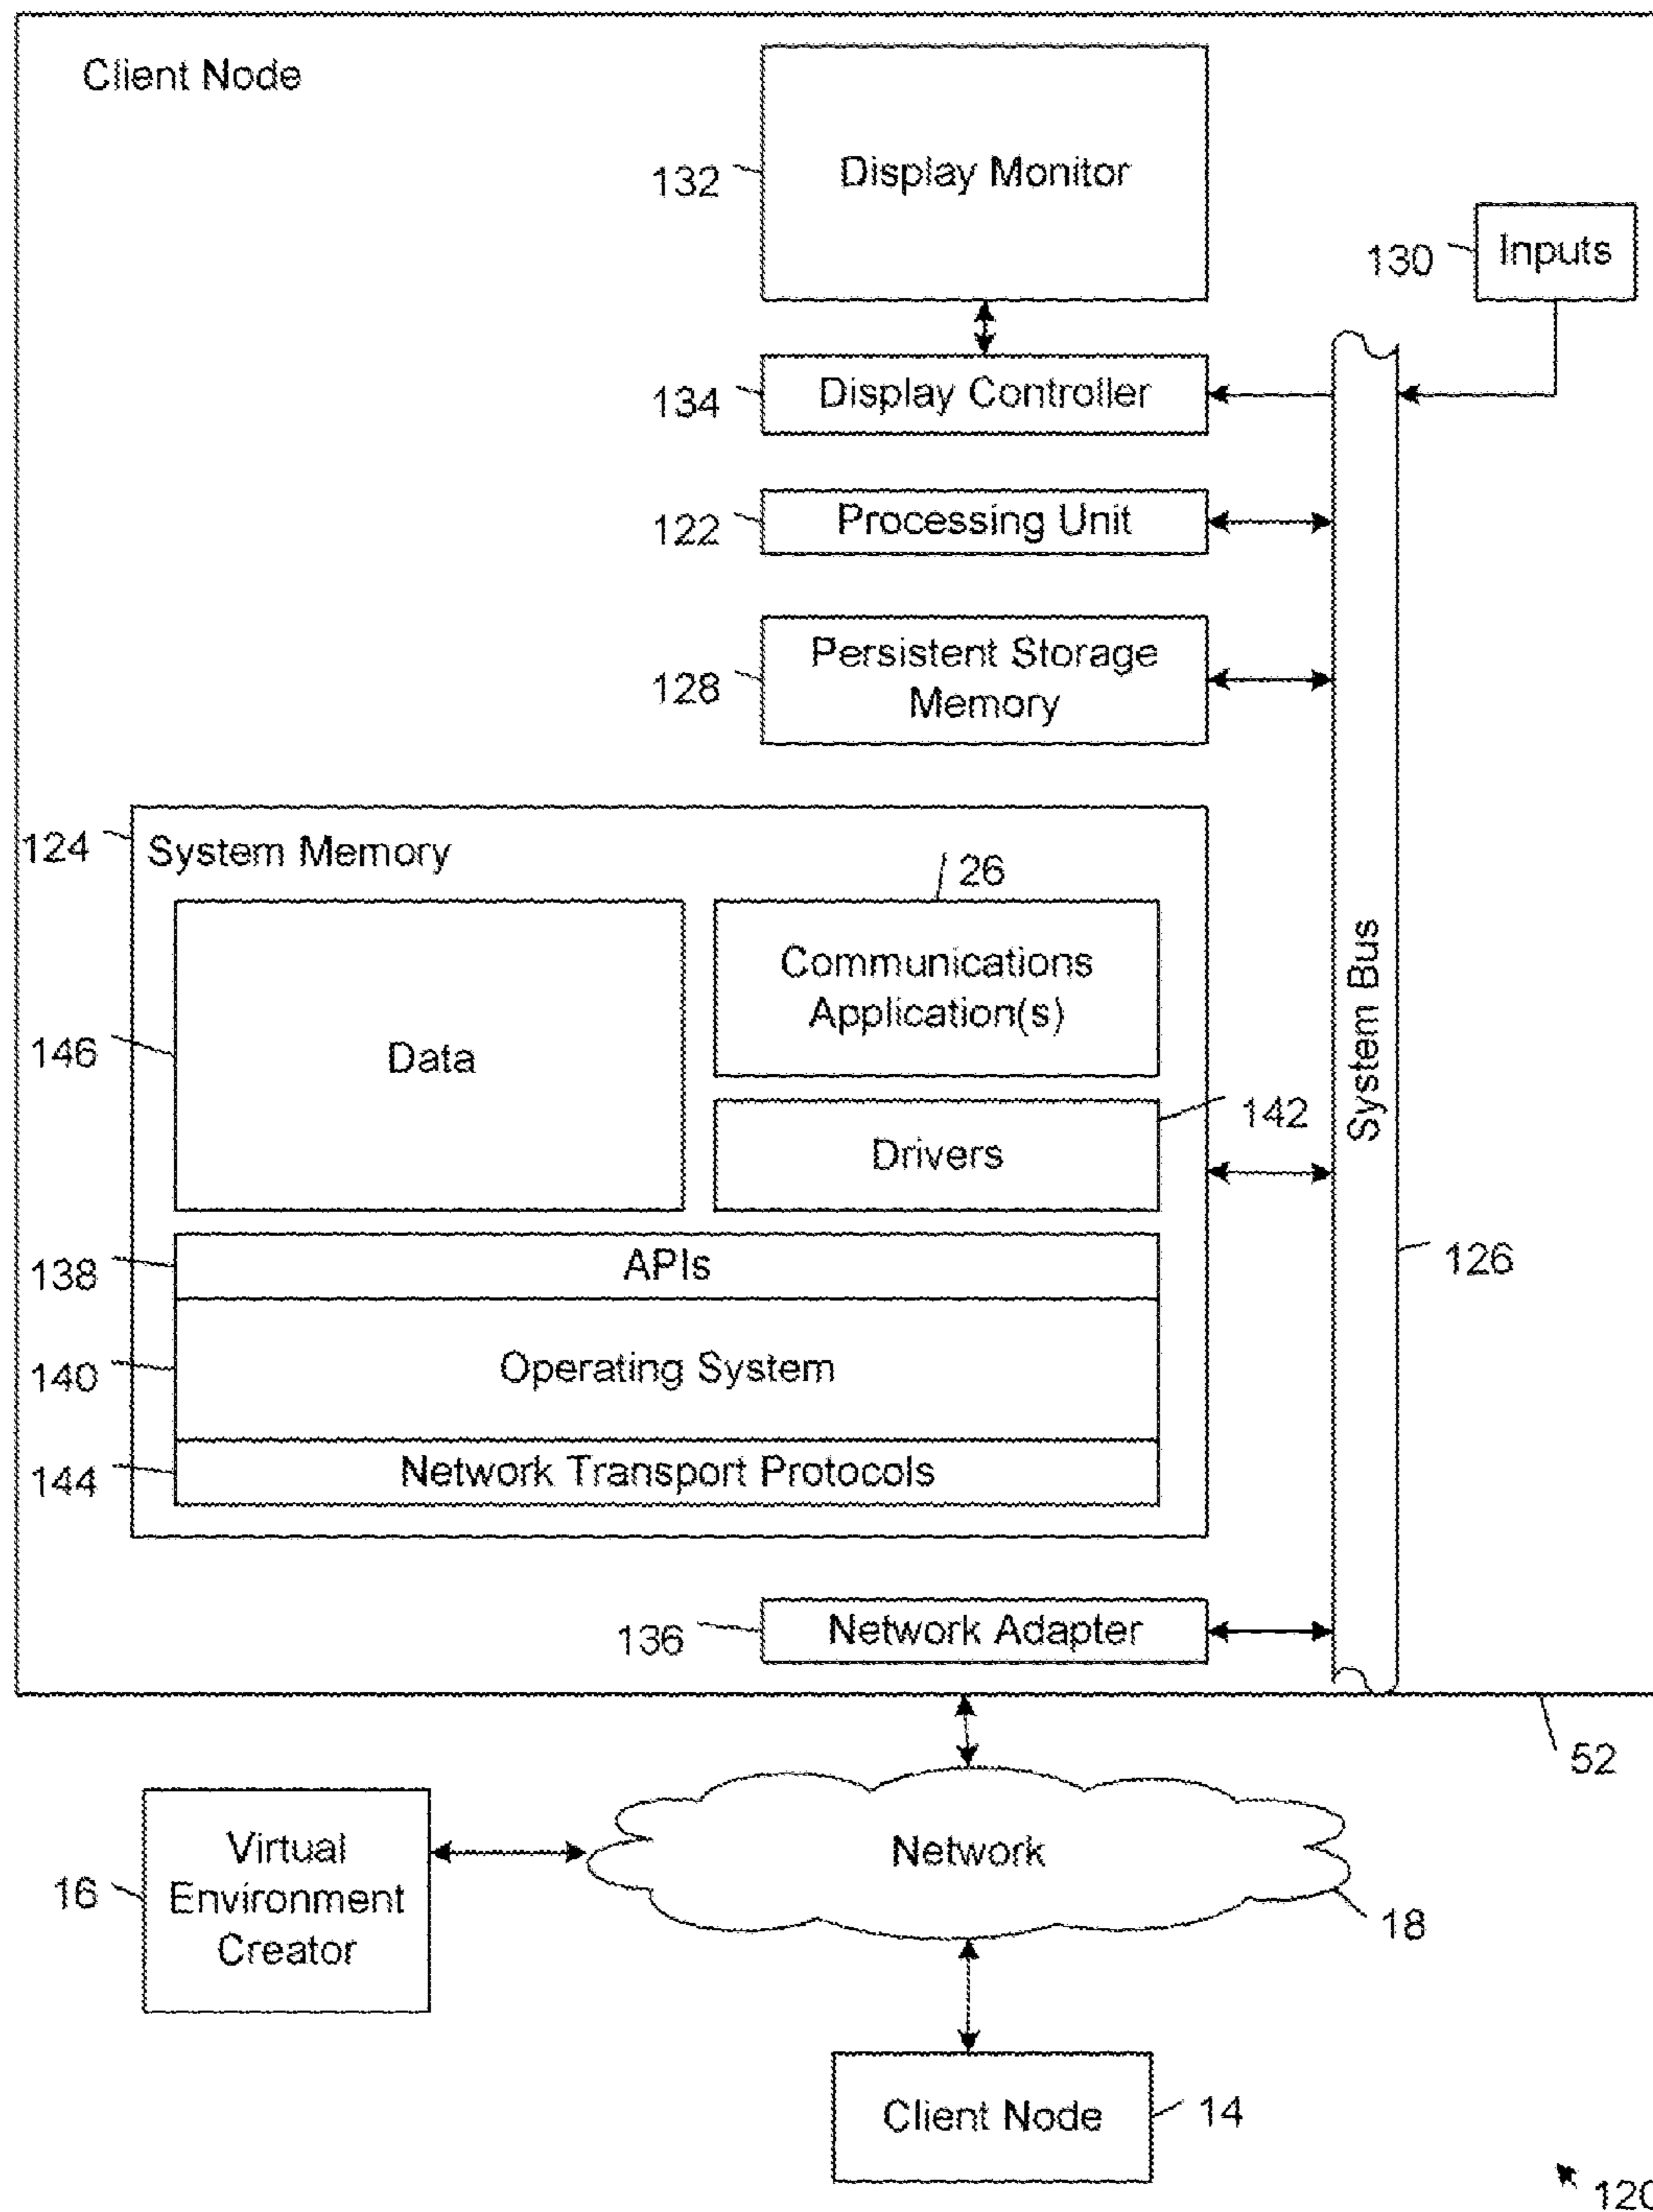 Client Node
132
Display Monitor
130
Inputs
134
Display Controller
122
Processing Unit
128
Persistent Storage
Memory
124
System Memory
26
146
Data
Communications
Application(s)
142
Drivers
System Bus
126
138
APIs
140
Operating System
144
Network Transport Protocols
136
Network Adapter
52
16
Virtual
Environment
Creator
Network
18
Client Node
14
120